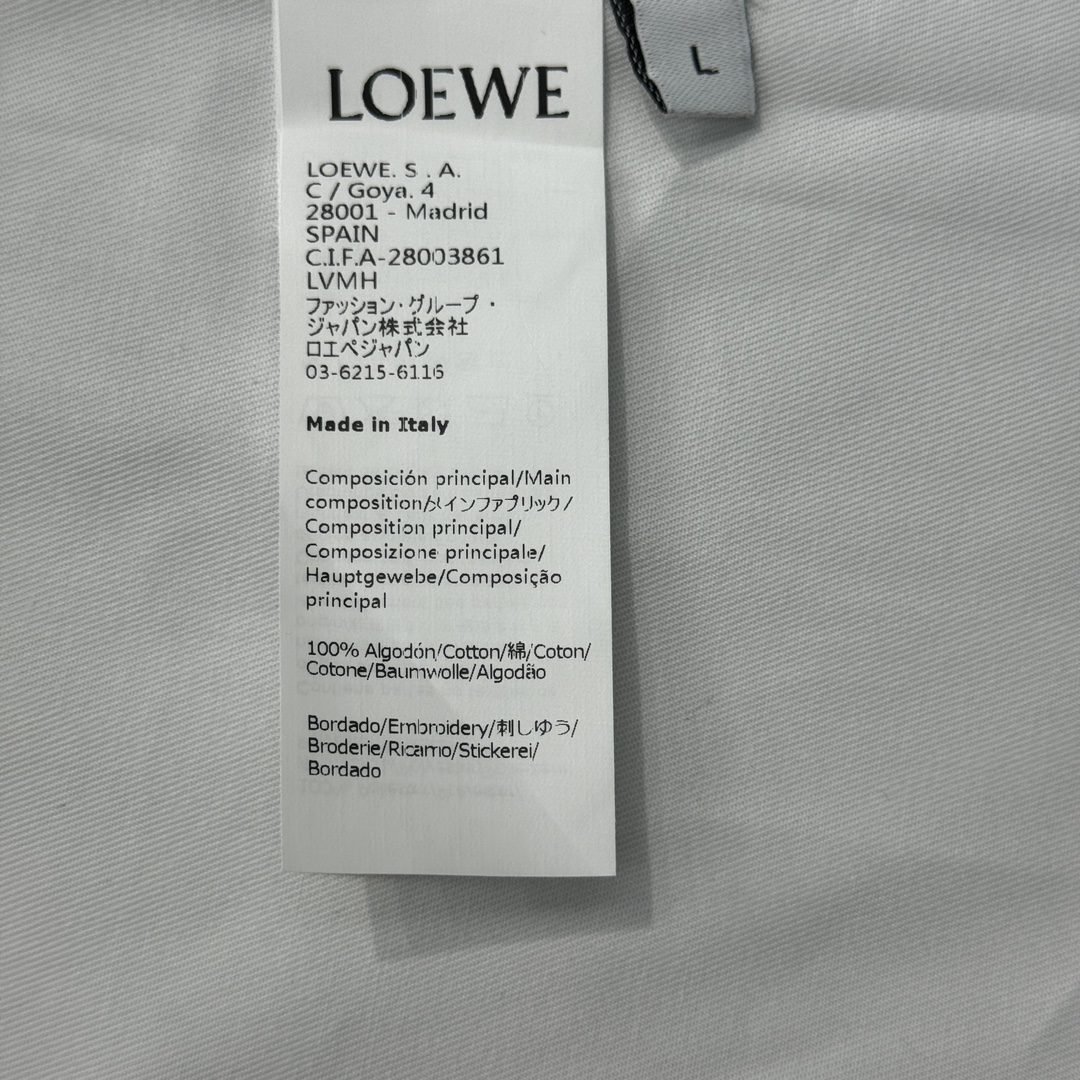 LOEWE
L
LOEWE. S . A.
C / Goya. 4
28001 - Madrid
SPAIN
C.I.F.A-28003861
LVMH
ファッション・グループ・
ジャパン株式会社
ロエベジャパン
03-6215-6116
Made in Italy
Composición principal/Main
composition/メインファブリック/
Composition principal/
Composizione principale/
Hauptgewebe/Composição
principal
100% Algodón/Cotton/綿/Coton/
Cotone/Baumwolle/Algodão
Bordado/Embroidery/刺しゆう/
Broderie/Ricamo/Stickerei/
Bordado